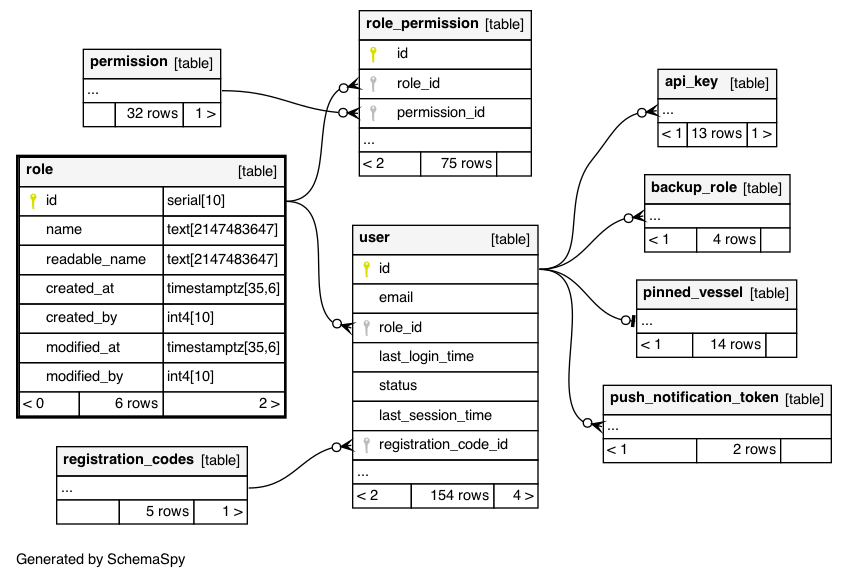 role_permission [table]
id
role_id
permission_id
...
< 2 75 rows
permission [table]
...
32 rows 1 >
api_key [table]
...
< 1 13 rows 1 >
role [table]
id serial[10]
name text[2147483647]
readable_name text[2147483647]
created_at timestamptz[35,6]
created_by int4[10]
modified_at timestamptz[35,6]
modified_by int4[10]
< 0 6 rows 2 >
backup_role [table]
...
< 1 4 rows
user [table]
id
email
role_id
last_login_time
status
last_session_time
registration_code_id
...
< 2 154 rows 4 >
pinned_vessel [table]
...
< 1 14 rows
push_notification_token [table]
...
< 1 2 rows
registration_codes [table]
...
5 rows 1 >
Generated by SchemaSpy